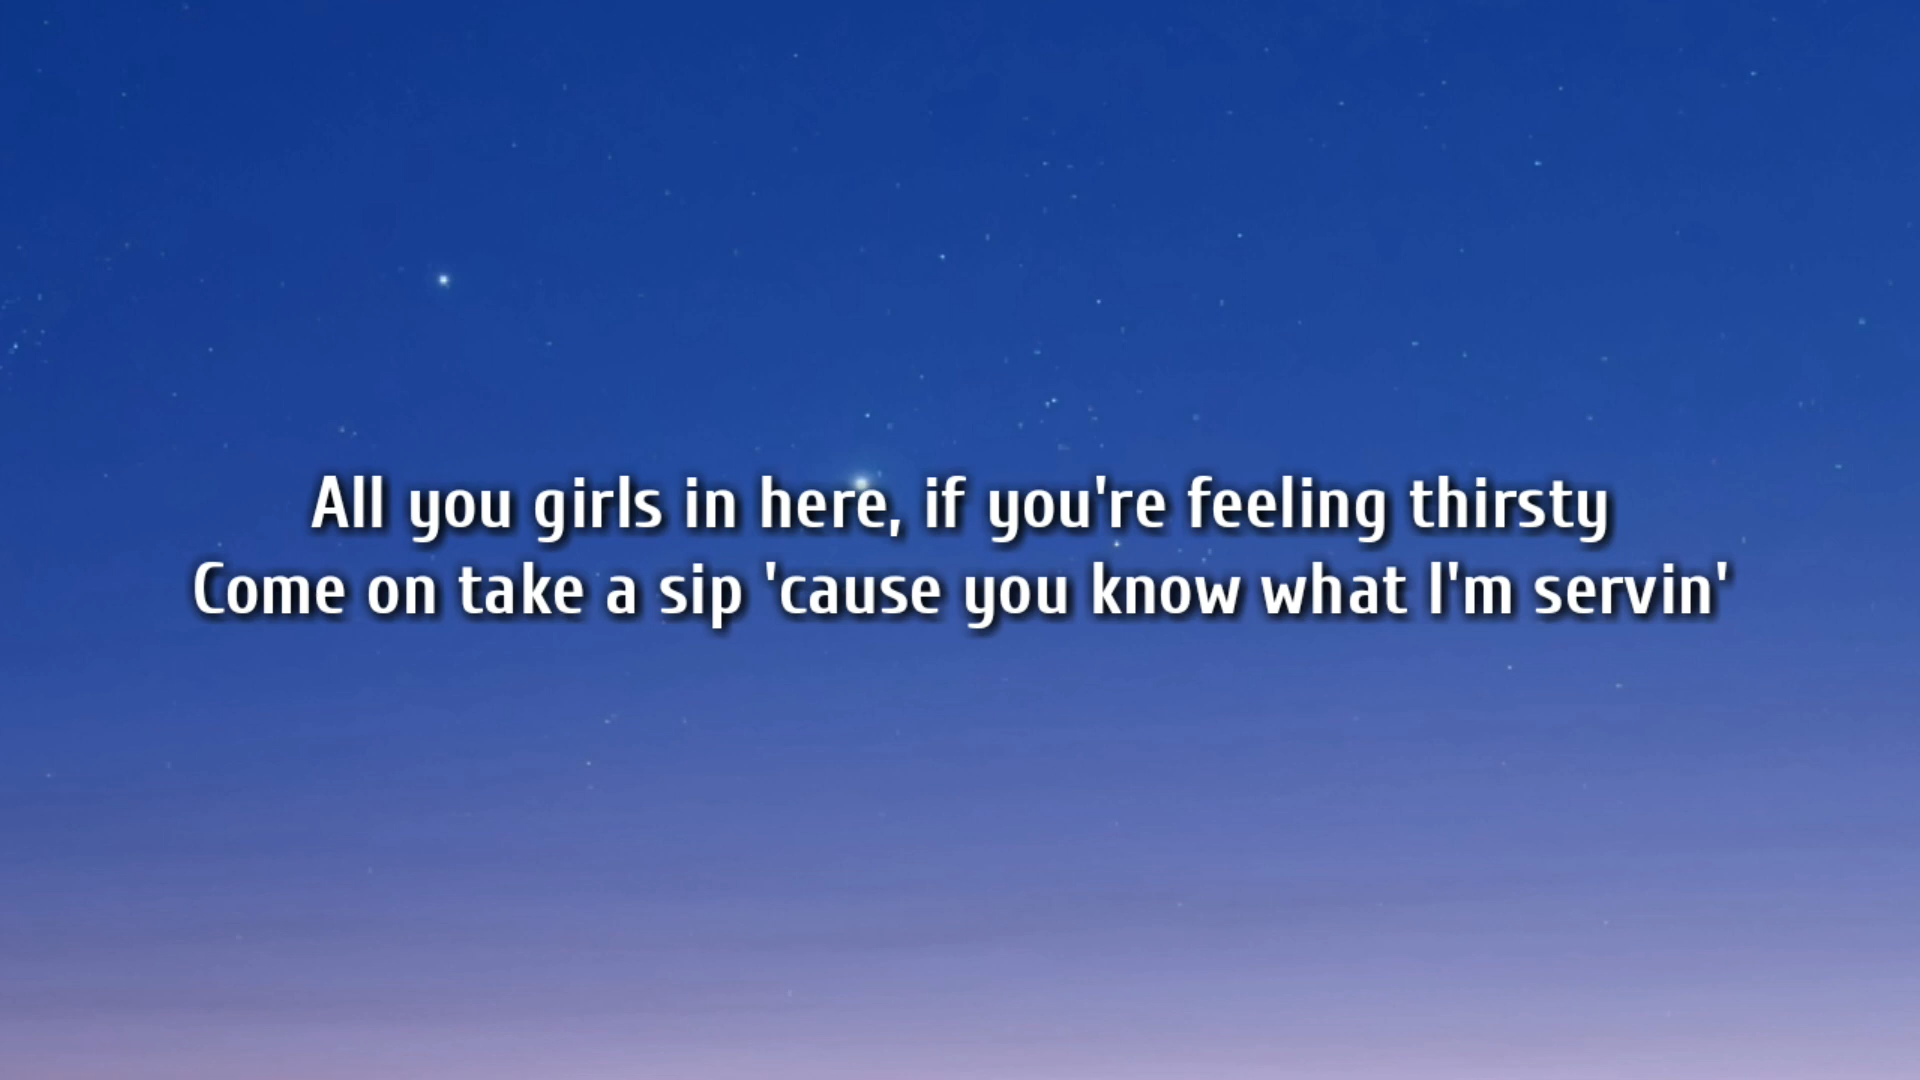 All you girls in here, if you're feeling thirsty
Come on take a sip 'cause you know what I'm servin'